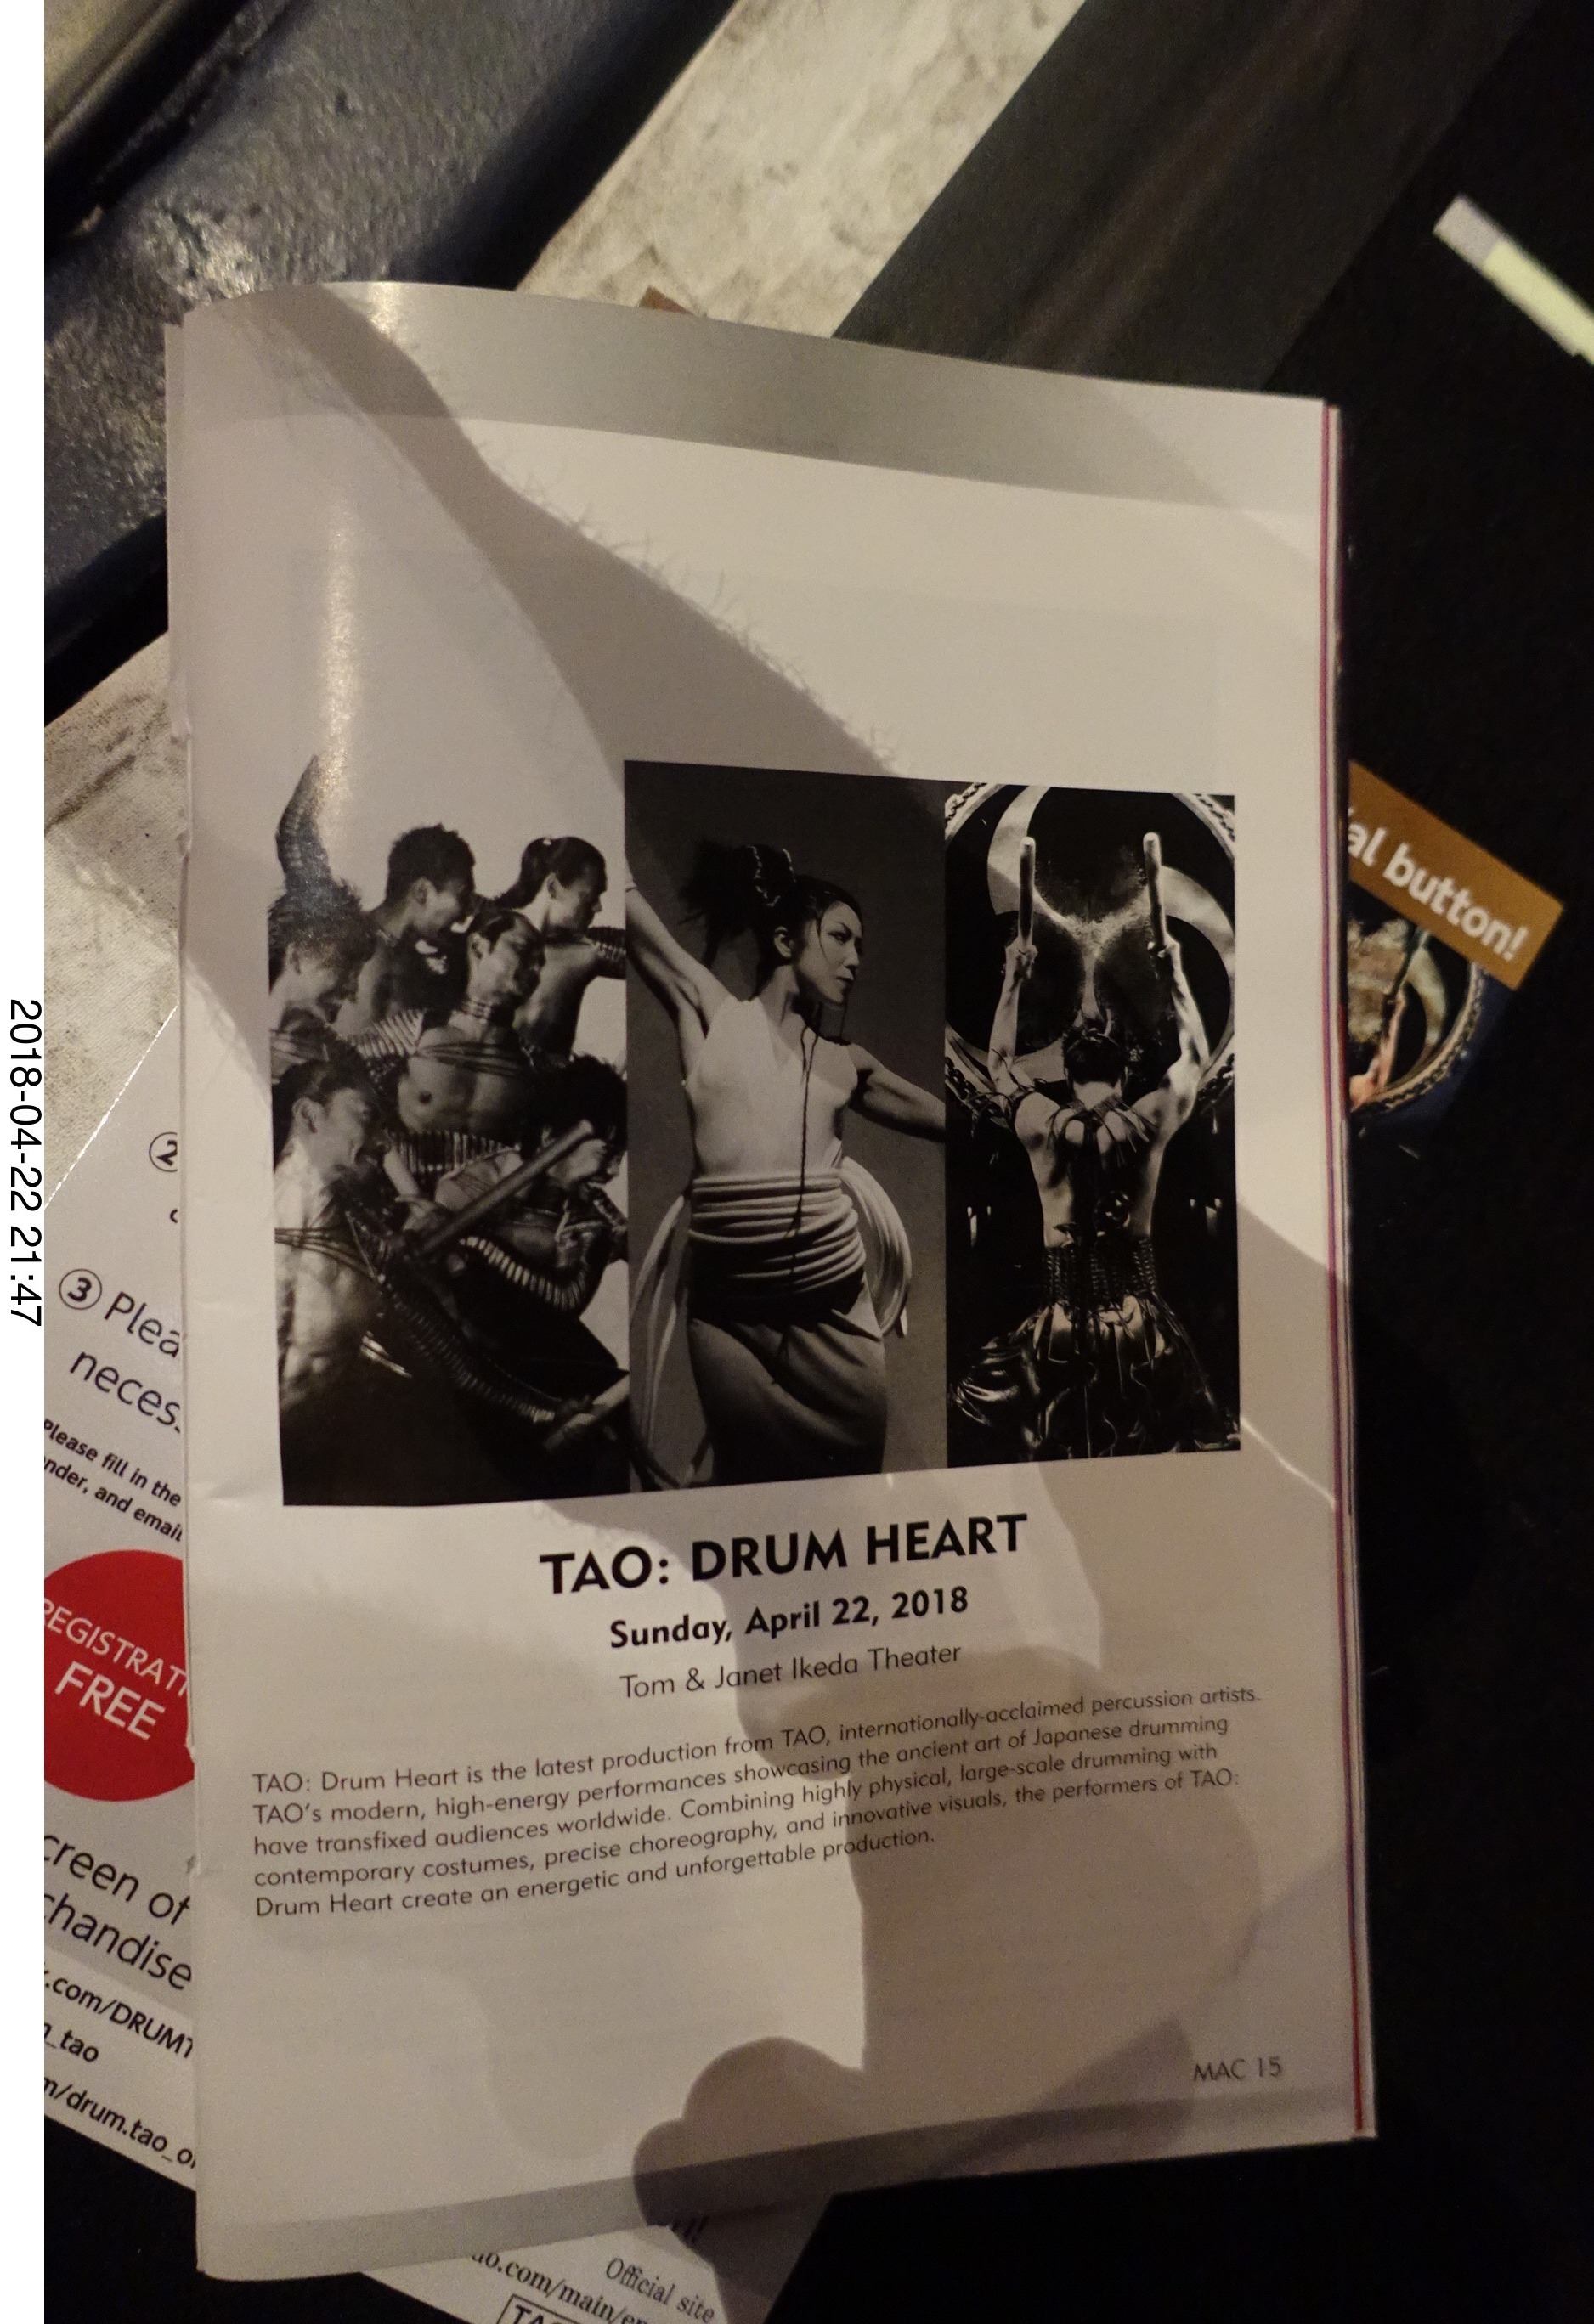 2018-04-22 21:47
al button!
②
③ Plea
neces
Please fill in the
nder, and email
REGISTRATI
FREE
creen of
chandise
.com/DRUMT
_tao
m/drum.tao_o
TAO: DRUM HEART
Sunday, April 22, 2018
Tom & Janet Ikeda Theater
TAO: Drum Heart is the latest production from TAO, internationally-acclaimed percussion artists.
TAO's modern, high-energy performances showcasing the ancient art of Japanese drumming
have transfixed audiences worldwide. Combining highly physical, large-scale drumming with
contemporary costumes, precise choreography, and innovative visuals, the performers of TAO:
Drum Heart create an energetic and unforgettable production.
MAC 15
Official site
ao.com/main/en
TAO